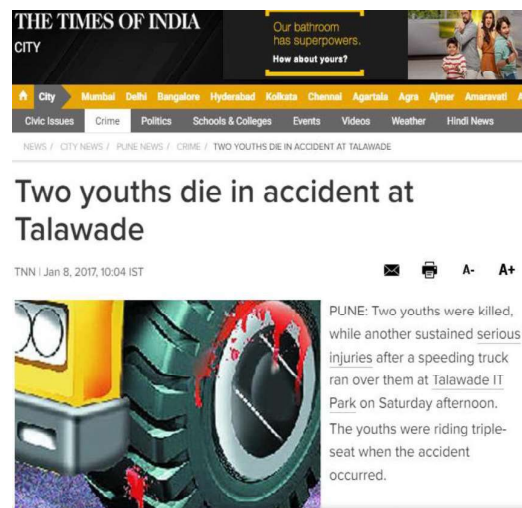 THE TIMES OF INDIA
CITY
Our bathroom
has superpowers.
How about yours?
City Mumbai Delhi Bangalore Hyderabad Kolkata Chennai Agartala Agra Ajmer Amaravati A
Civic Issues Crime Politics Schools & Colleges Events Videos Weather Hindi News
NEWS / CITY NEWS / PUNE NEWS / CRIME / TWO YOUTHS DIE IN ACCIDENT AT TALAWADE
Two youths die in accident at
Talawade
TNN | Jan 8, 2017, 10:04 IST
A- A+
PUNE: Two youths were killed,
while another sustained serious
injuries after a speeding truck
ran over them at Talawade IT
Park on Saturday afternoon.
The youths were riding triple-
seat when the accident
occurred.